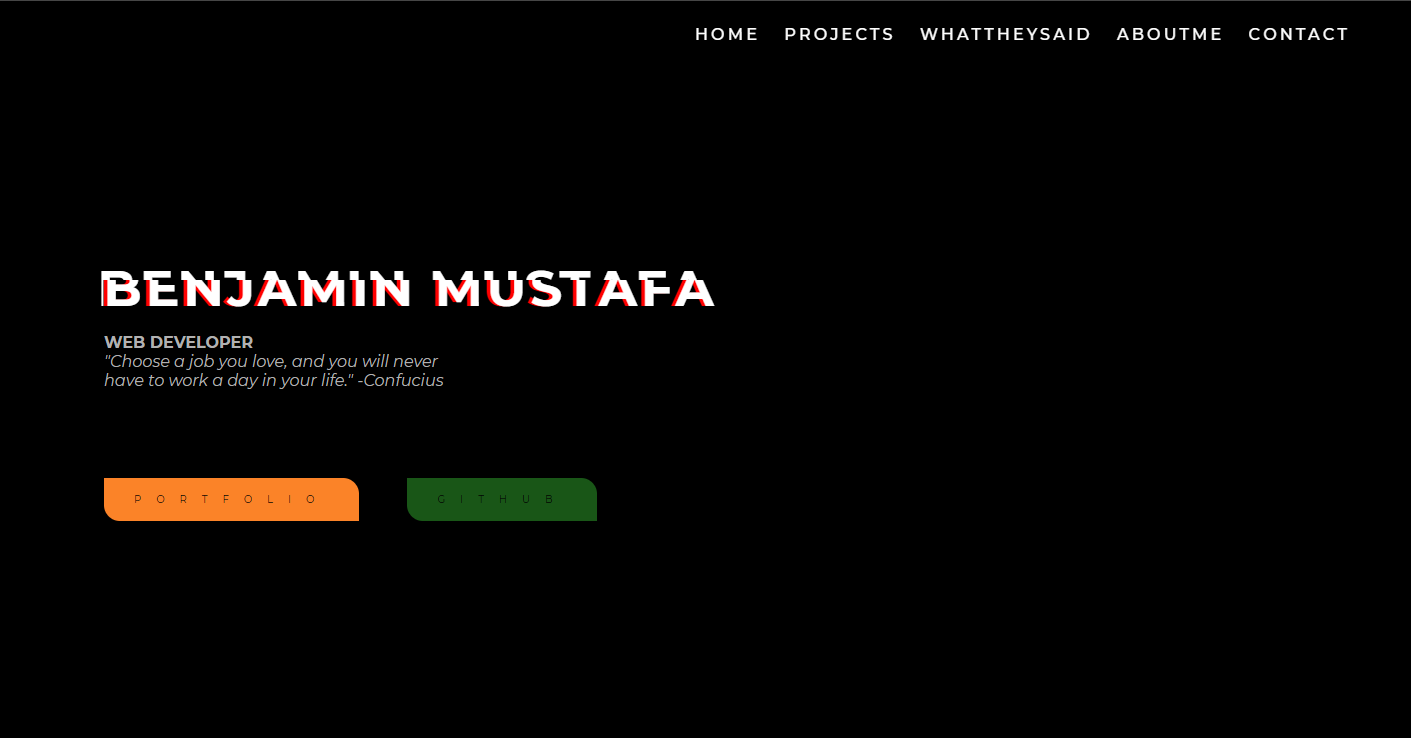 HOME PROJECTS WHATTHEYSAID ABOUTME CONTACT
BENJAMIN MUSTAFA
WEB DEVELOPER
"Choose a job you love, and you will never
have to work a day in your life." -Confucius
PORTFOLIO GITHUB